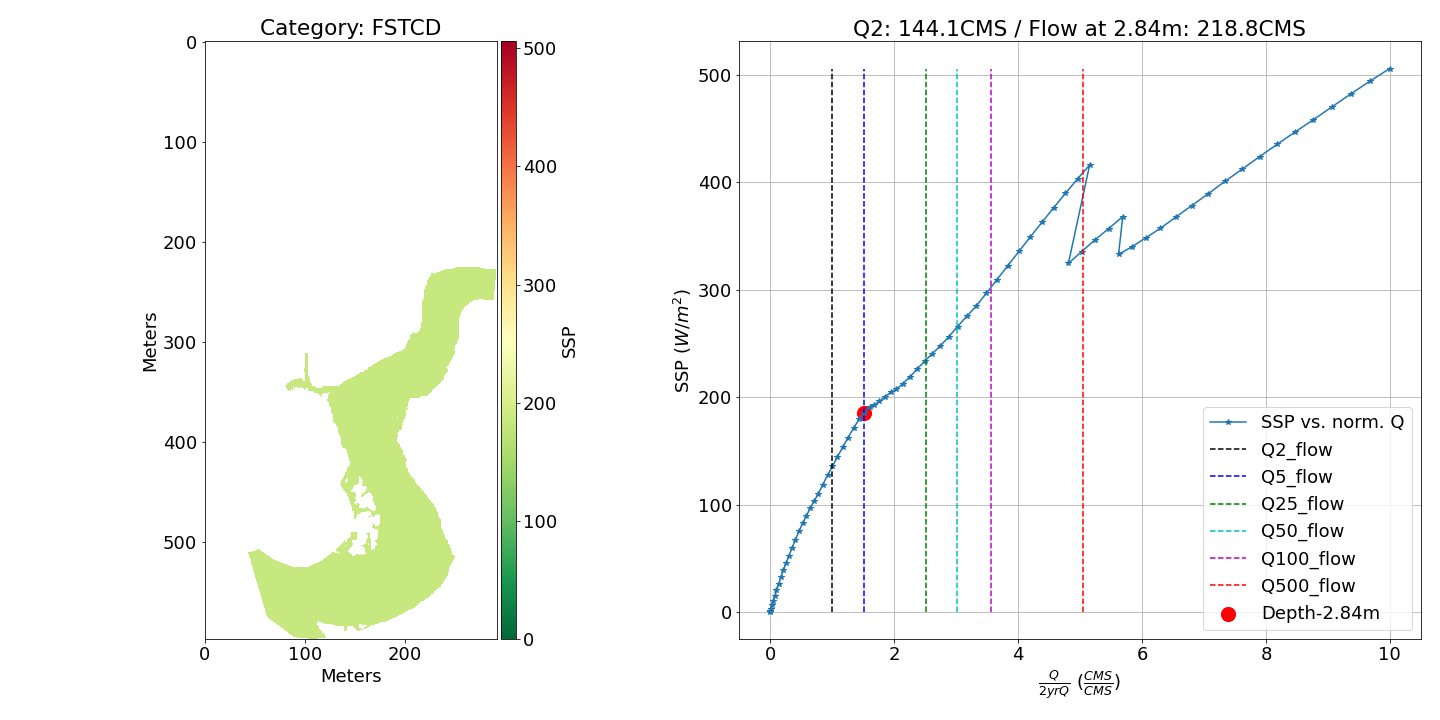 Category: FSTCD
0
100
200
300
400
500
Meters
0
100
200
Meters
500
400
300
200
100
0
SSP
Q2: 144.1CMS / Flow at 2.84m: 218.8CMS
500
400
300
200
100
0
SSP (W/m²)
0
2
4
6
8
10
Q/2yrQ (CMS/CMS)
SSP vs. norm. Q
Q2_flow
Q5_flow
Q25_flow
Q50_flow
Q100_flow
Q500_flow
Depth-2.84m